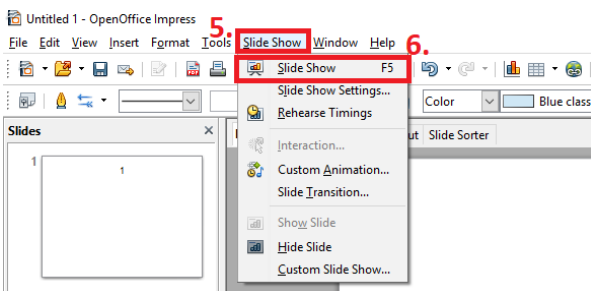 Untitled 1 - OpenOffice Impress
5.
File Edit View Insert Format Tools Slide Show Window Help
6.
Slide Show F5
Slide Show Settings...
Color Blue class
Rehearse Timings
Slides
ut Slide Sorter
Interaction...
1
1
Custom Animation...
Slide Transition...
Show Slide
Hide Slide
Custom Slide Show...